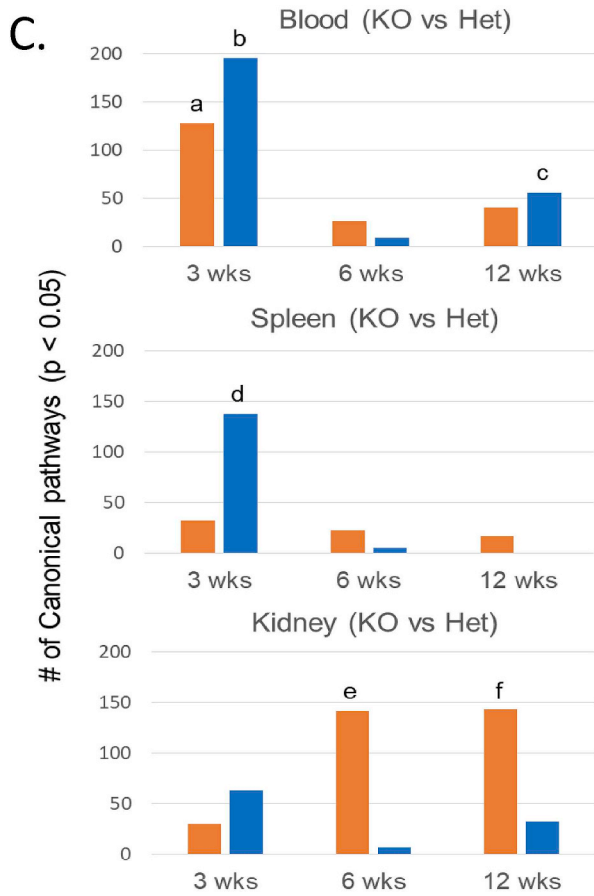 C.
Blood (KO vs Het)
# of Canonical pathways (p < 0.05)
200
150
100
50
0
a
b
c
3 wks
6 wks
12 wks
Spleen (KO vs Het)
200
150
100
50
0
d
3 wks
6 wks
12 wks
Kidney (KO vs Het)
200
150
100
50
0
e
f
3 wks
6 wks
12 wks